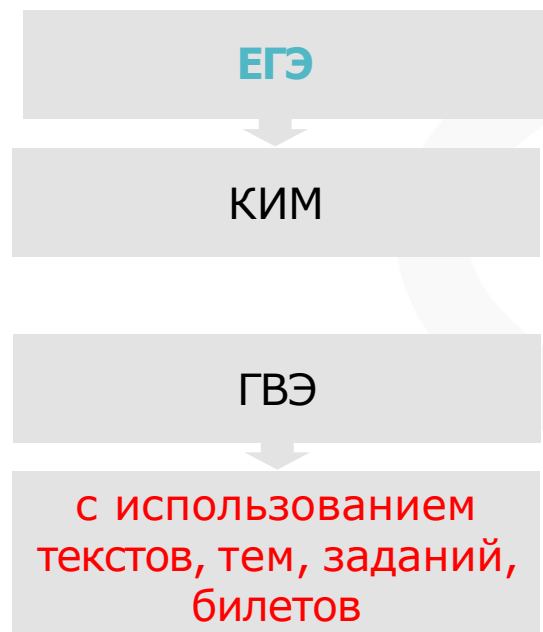 ЕГЭ
КИМ
ГВЭ
с использованием
текстов, тем, заданий,
билетов